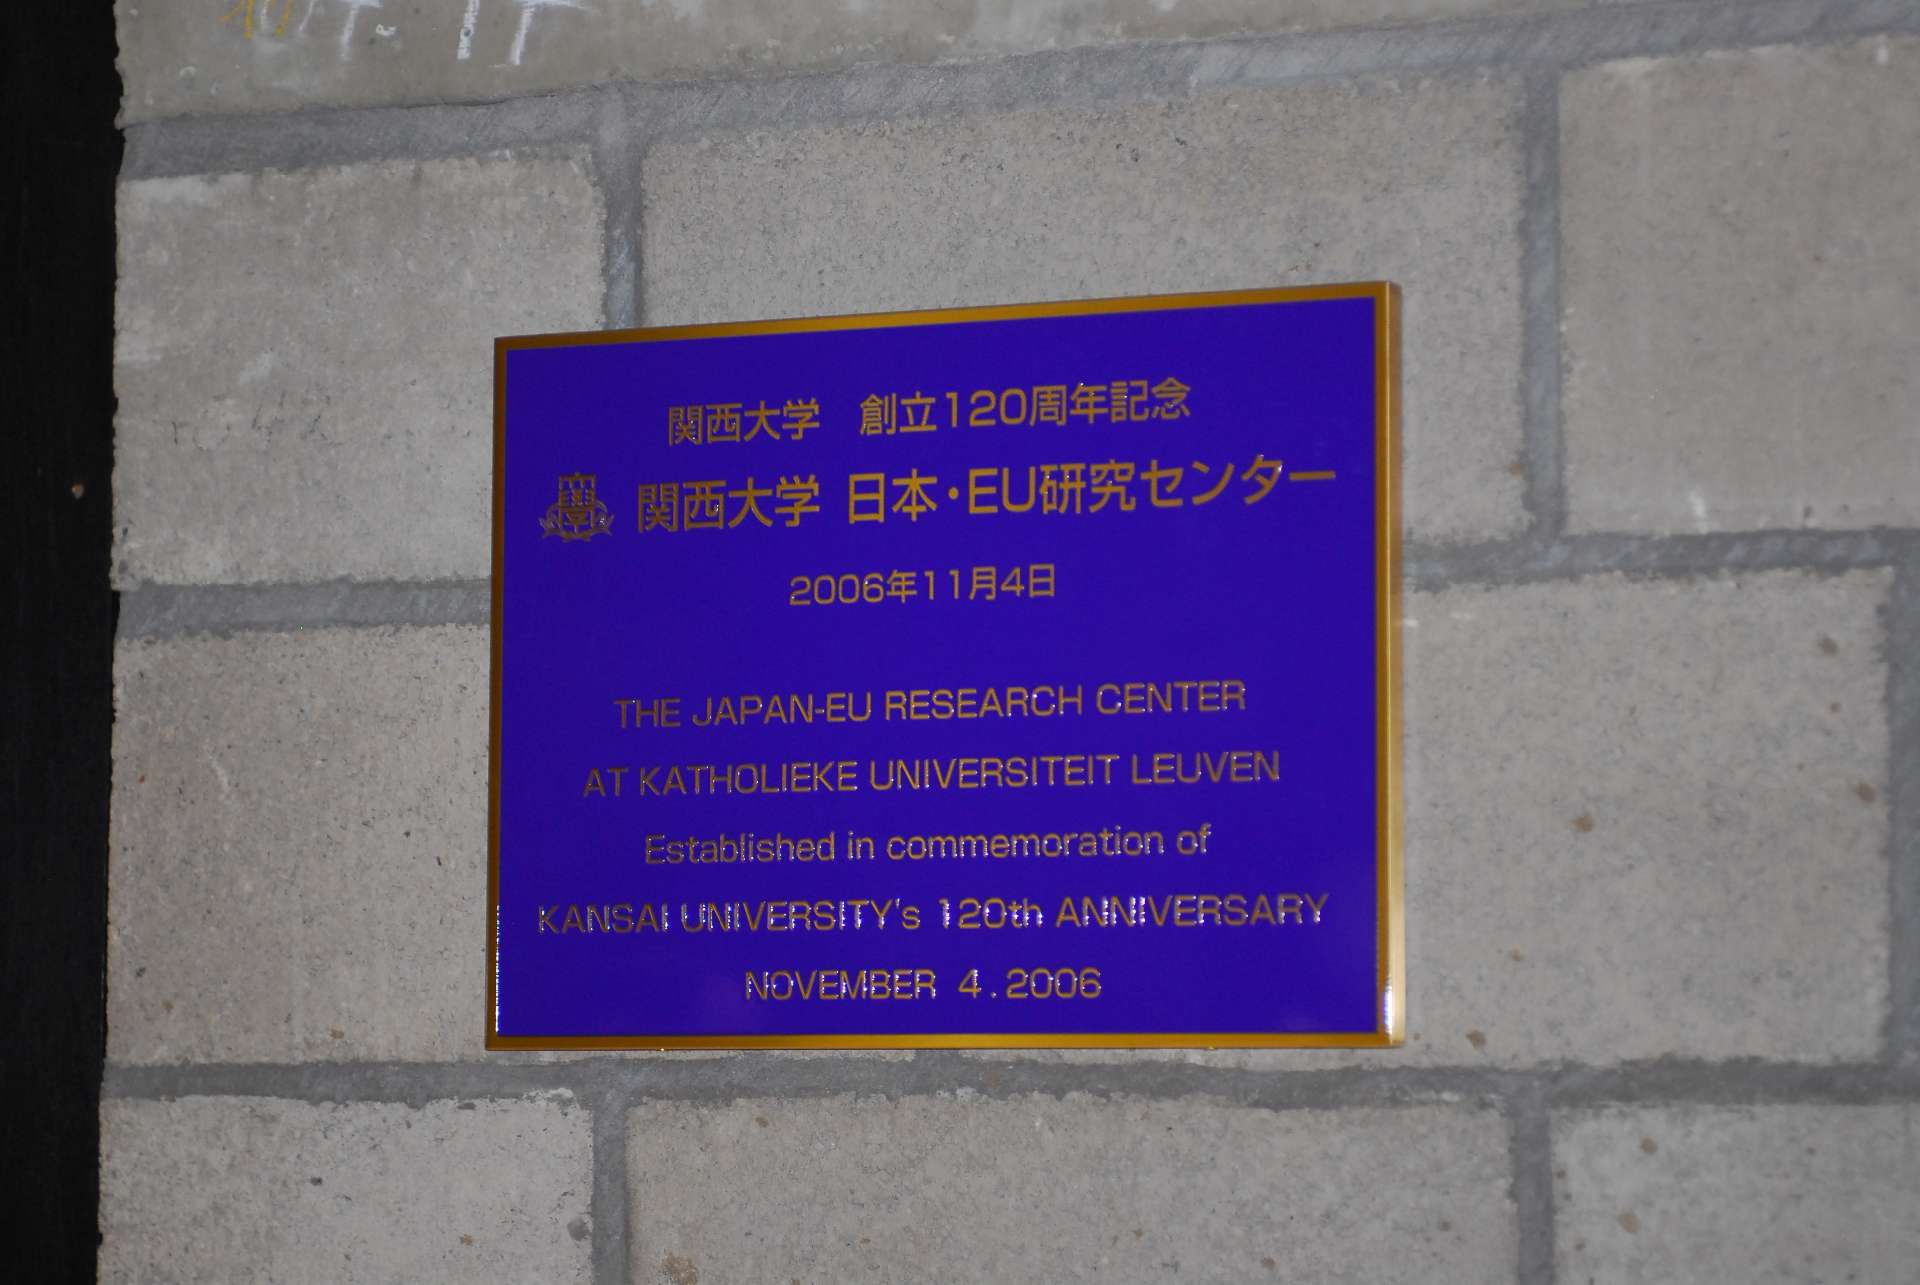 関西大学 創立120周年記念
関西大学 日本・EU研究センター
2006年11月4日
THE JAPAN-EU RESEARCH CENTER
AT KATHOLIEKE UNIVERSITEIT LEUVEN
Established in commemoration of
KANSAI UNIVERSITY's 120th ANNIVERSARY
NOVEMBER 4.2006